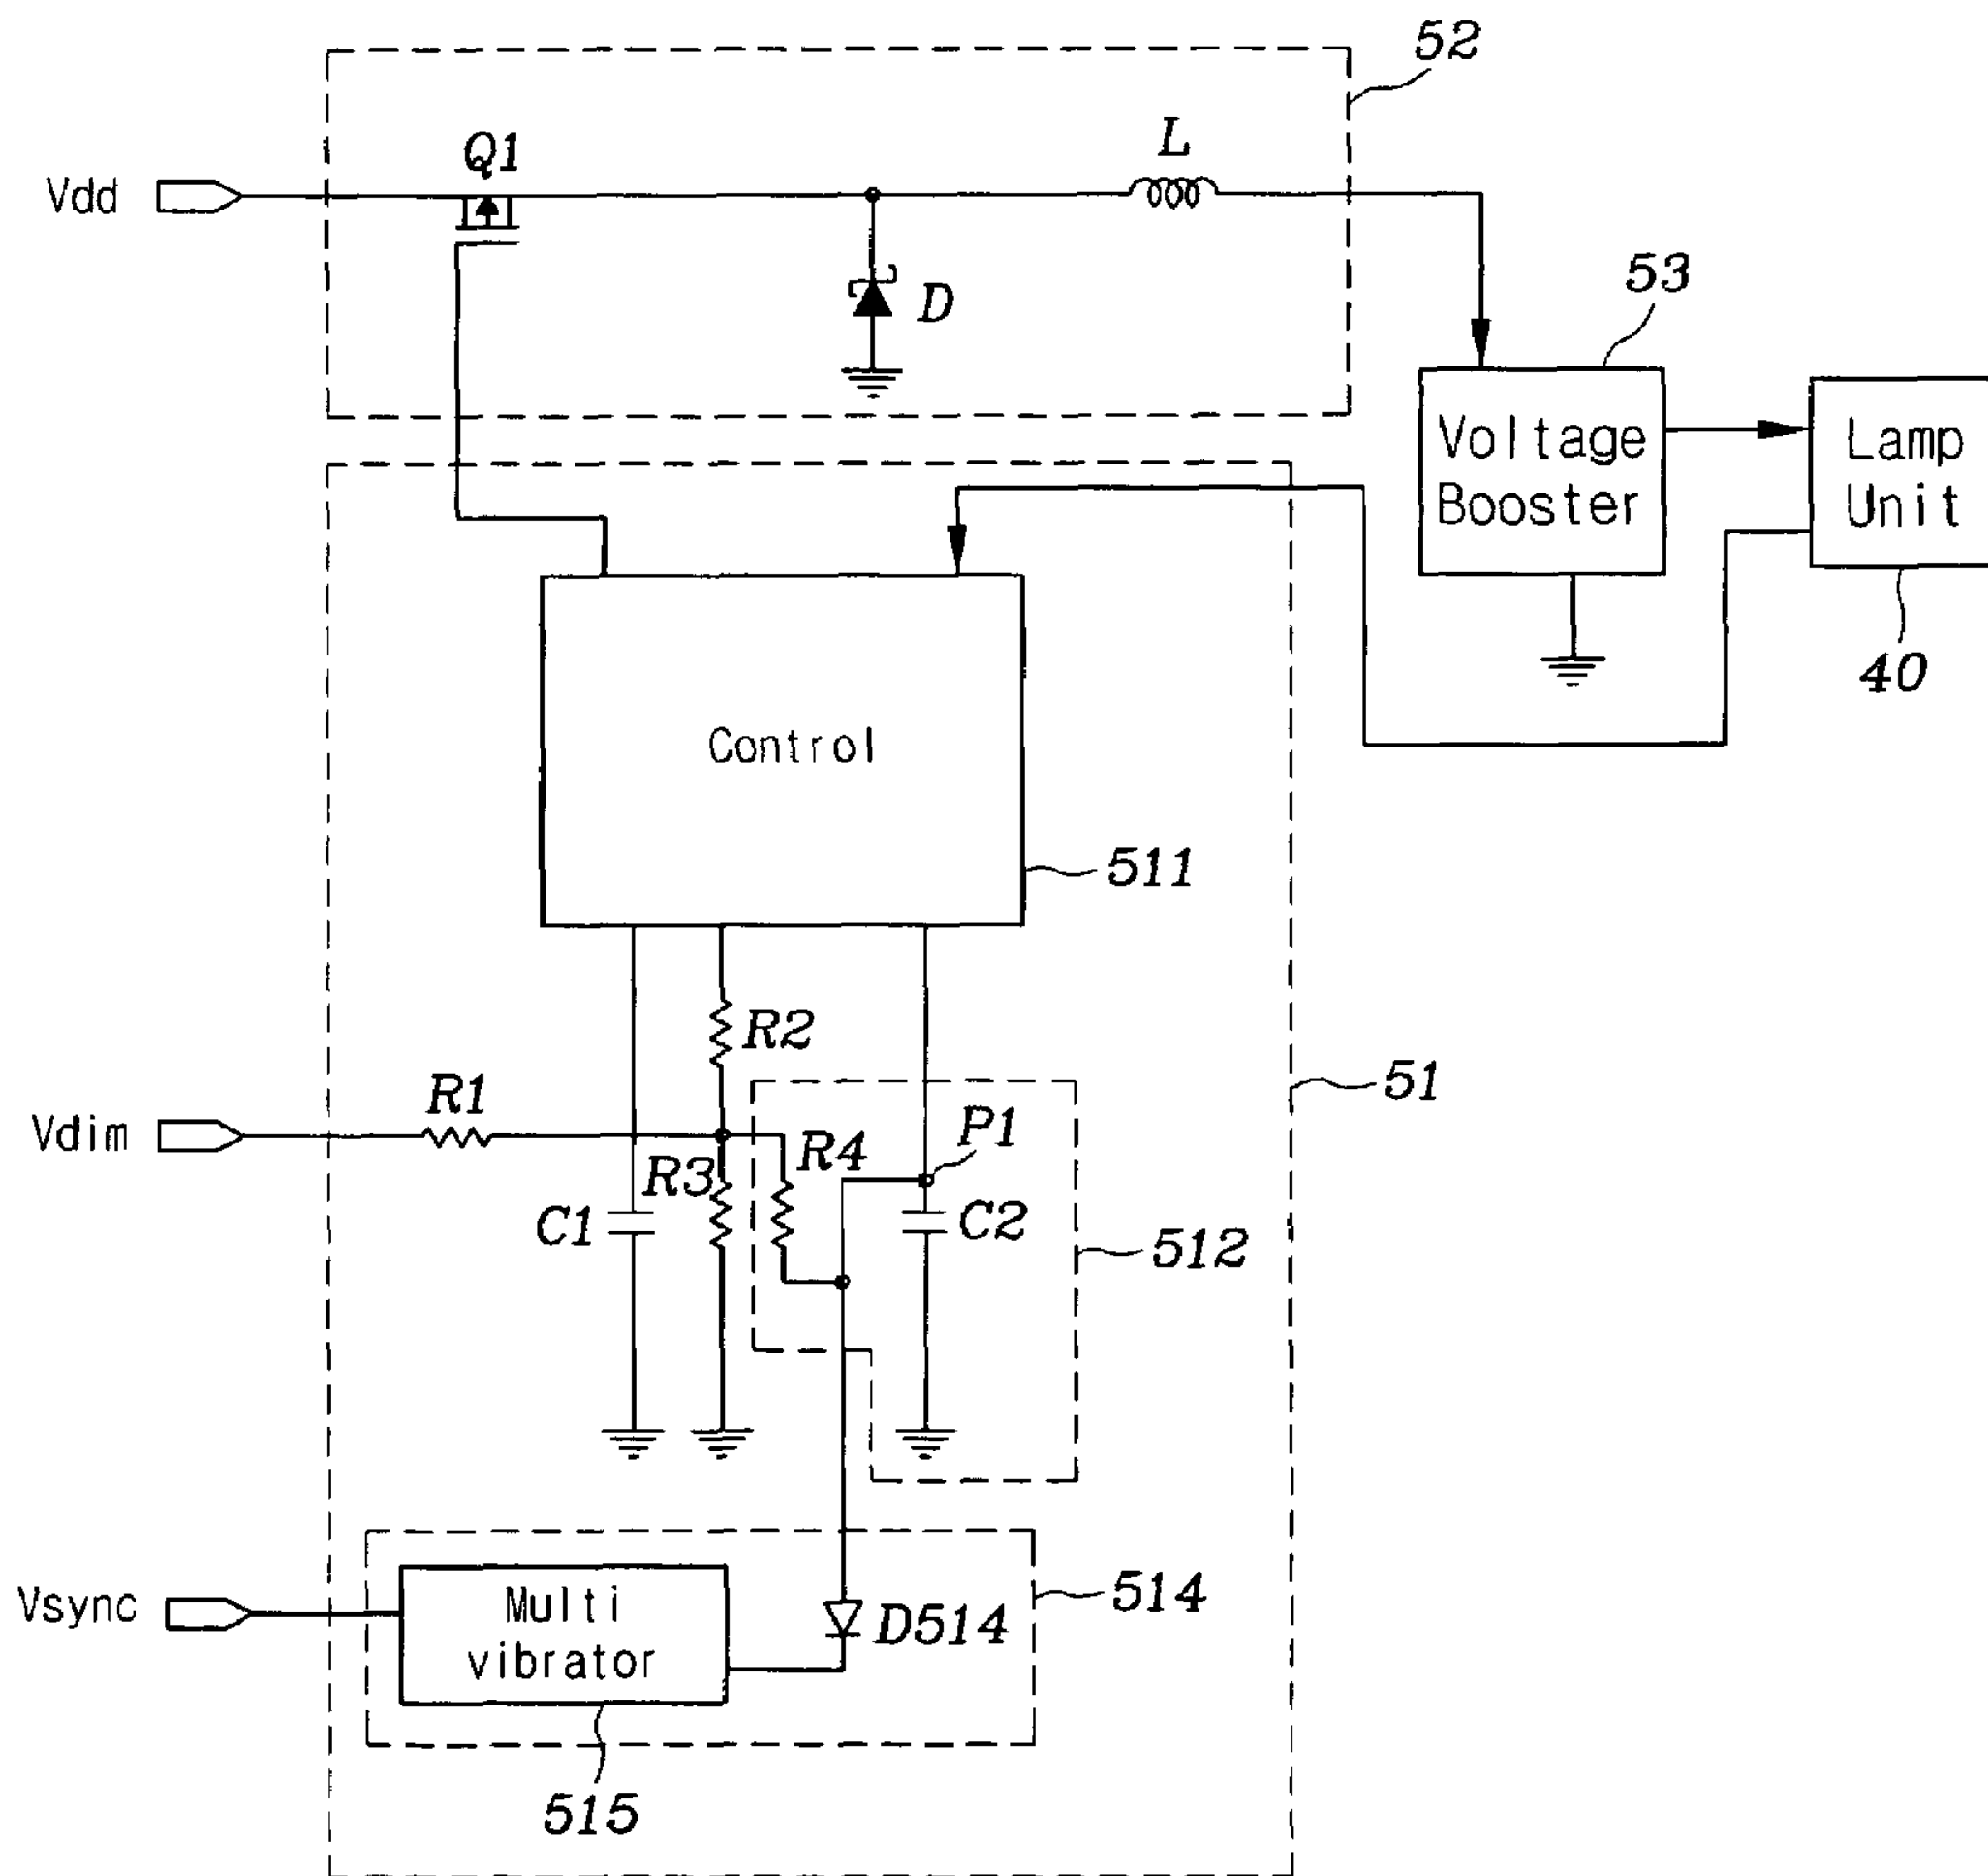 52
Q1
L
Vdd
D
53
Voltage
Booster
Lamp
Unit
40
Control
511
R2
51
R1
Vdim
P1
R4
R3
C1
C2
512
514
Vsync
Multi
vibrator
D514
515